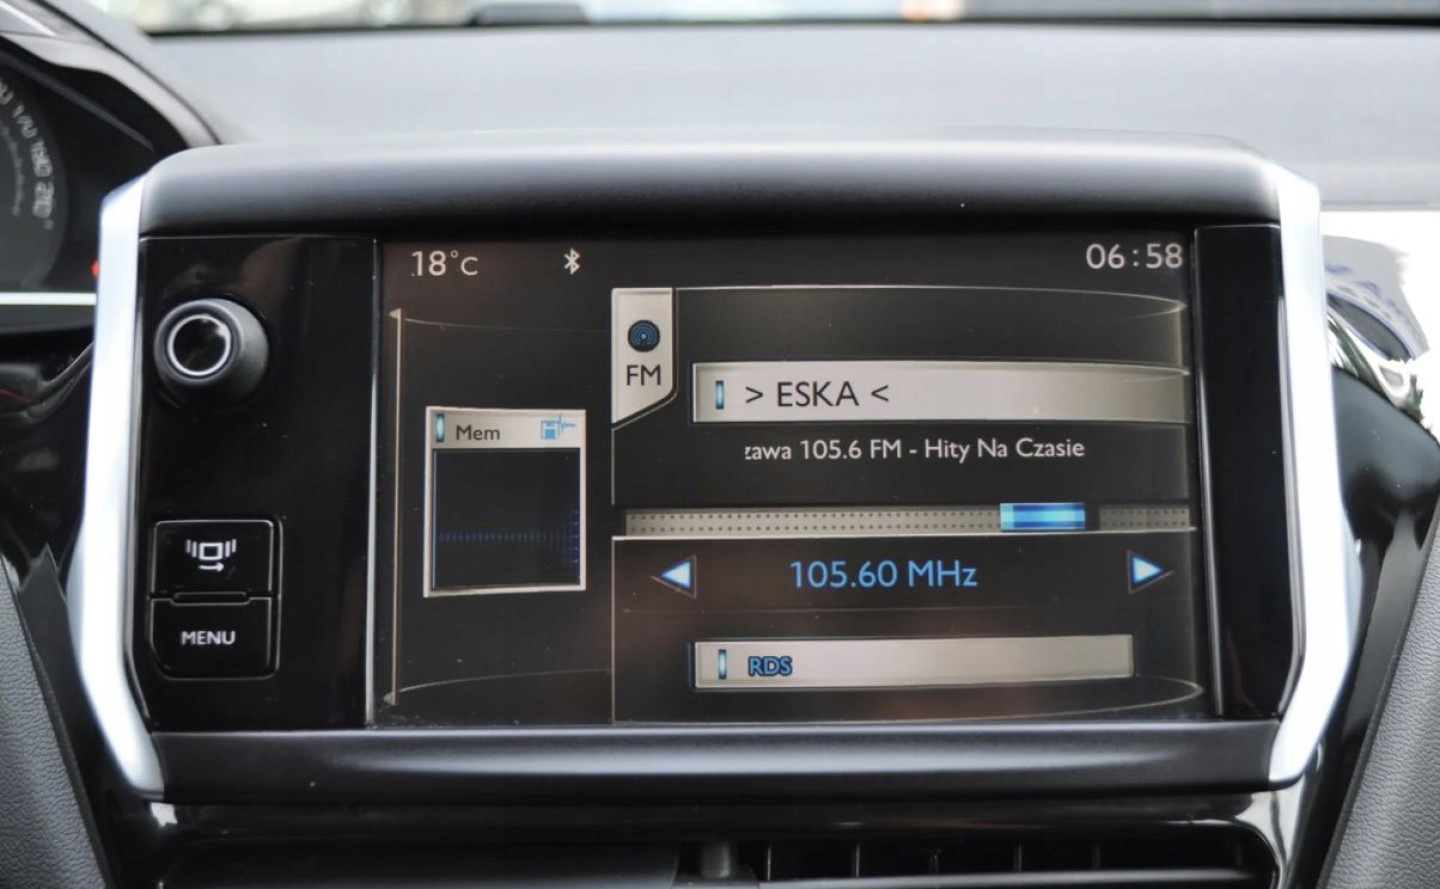 18°C
06:58
FM
> ESKA <
Mem
zawa 105.6 FM - Hity Na Czasie
105.60 MHz
MENU
RDS